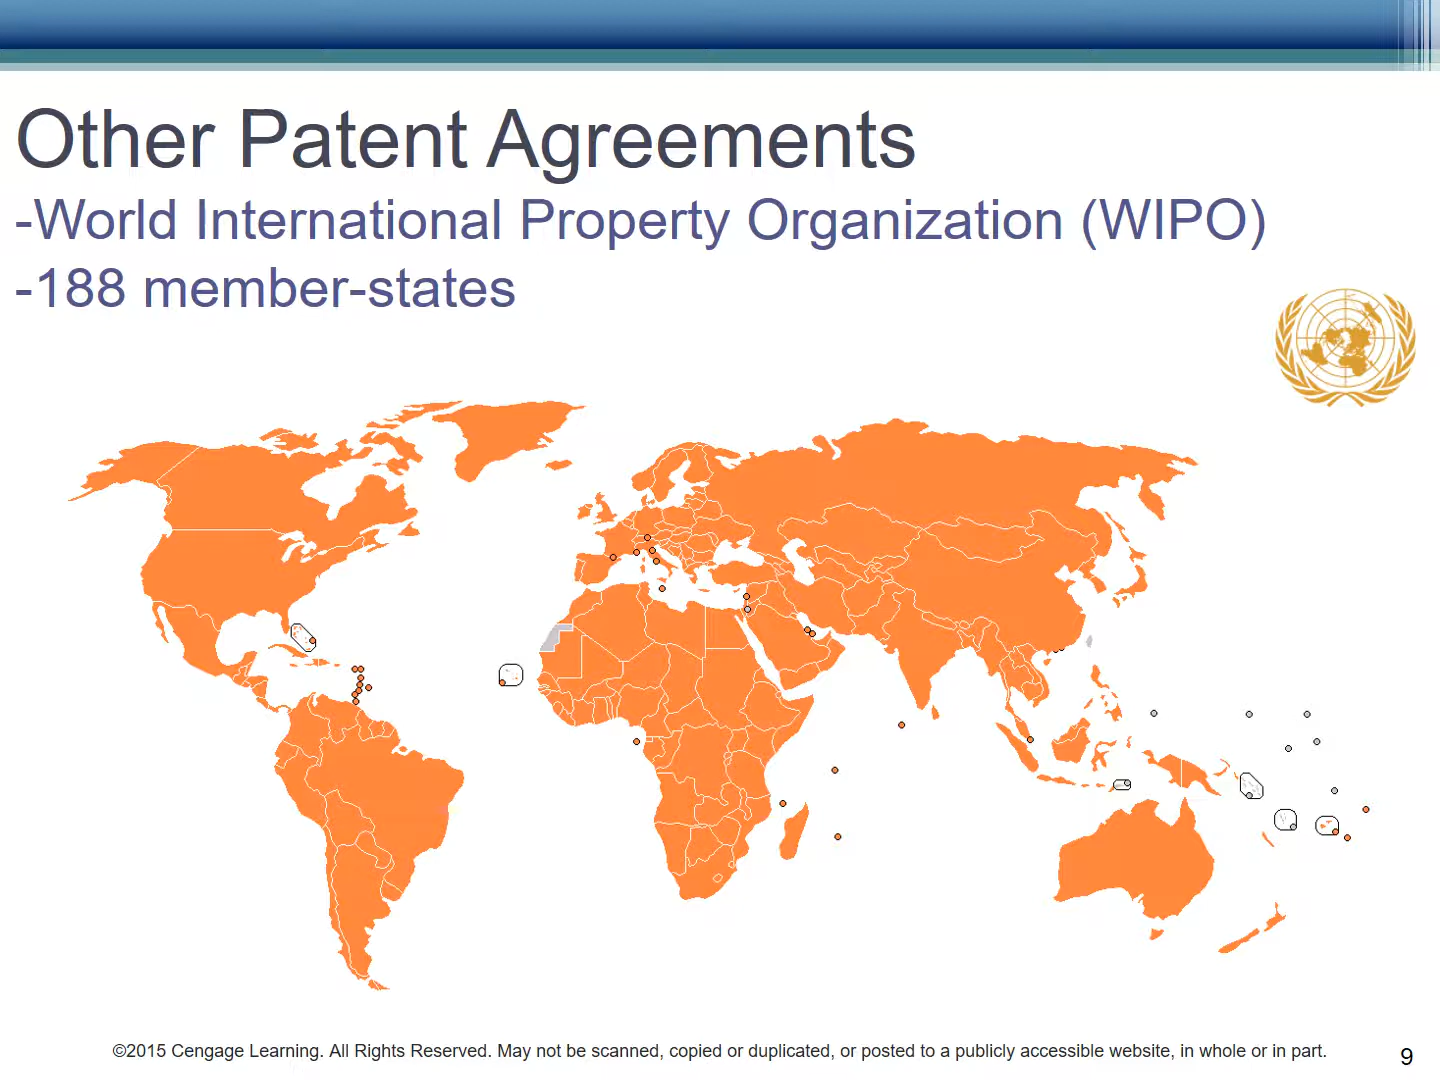 Other Patent Agreements
-World International Property Organization (WIPO)
-188 member-states
©2015 Cengage Learning. All Rights Reserved. May not be scanned, copied or duplicated, or posted to a publicly accessible website, in whole or in part.
9